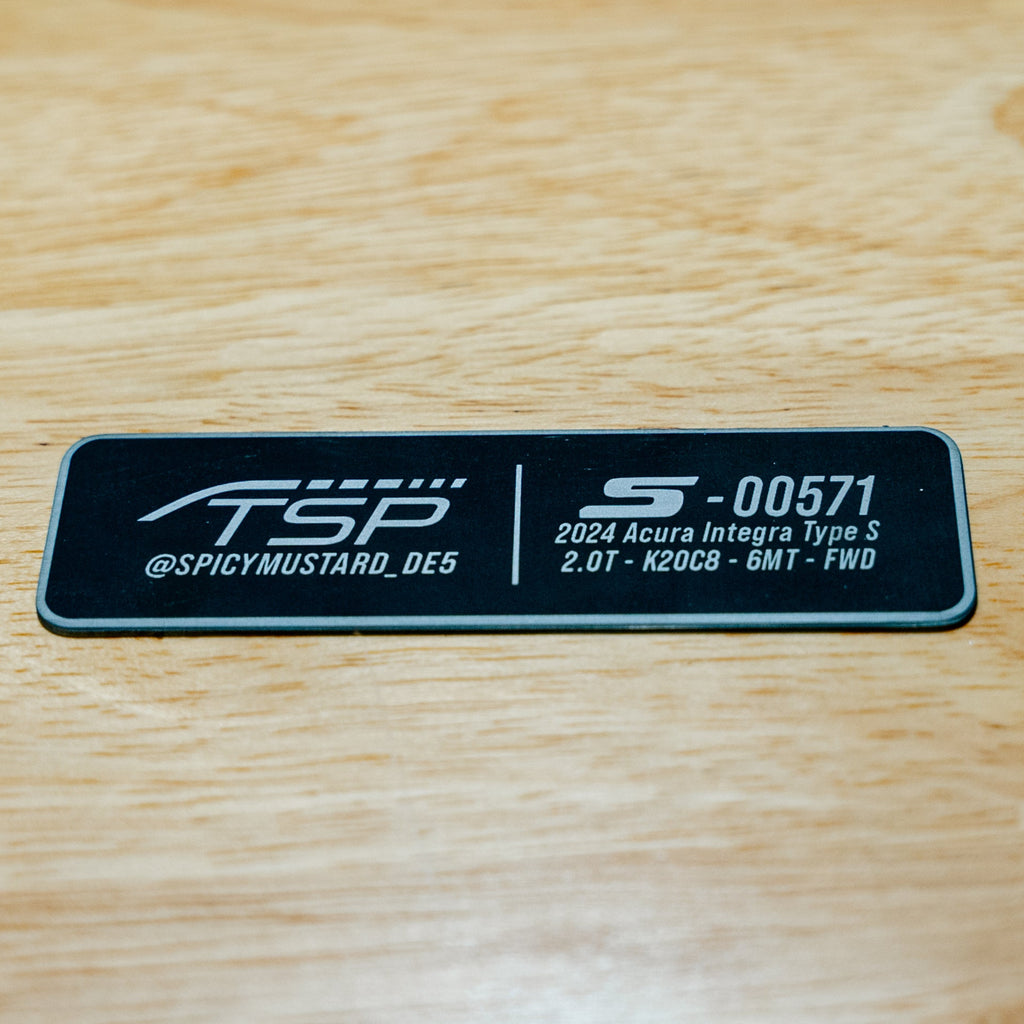 TSP
@SPICYMUSTARD_DE5
S - 00571
2024 Acura Integra Type S
2.0T - K20C8 - 6MT - FWD